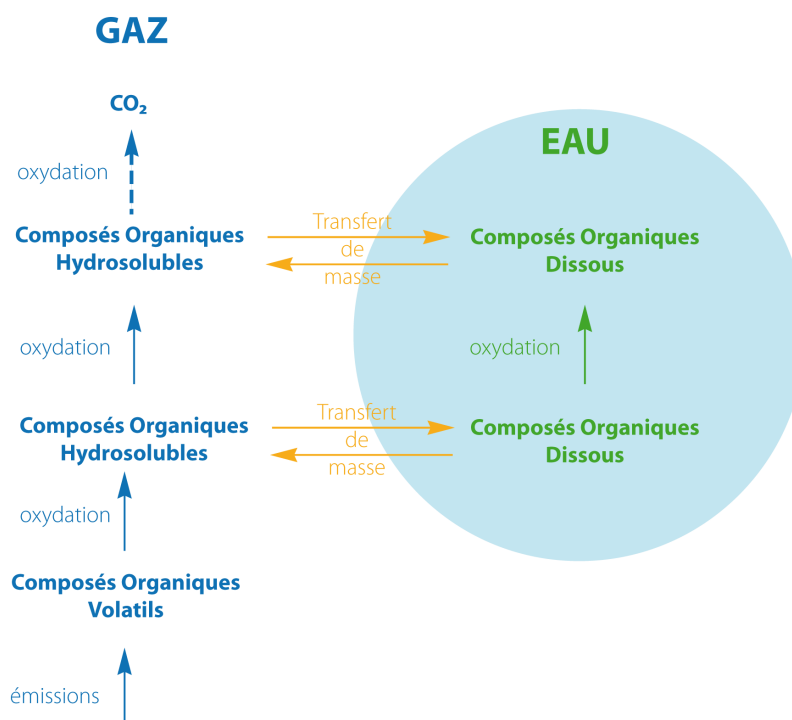 GAZ
CO₂
EAU
oxydation
Composés Organiques
Hydrosolubles
Transfert
de
masse
Composés Organiques
Dissous
oxydation
oxydation
Composés Organiques
Hydrosolubles
Transfert
de
masse
Composés Organiques
Dissous
oxydation
Composés Organiques
Volatils
émissions